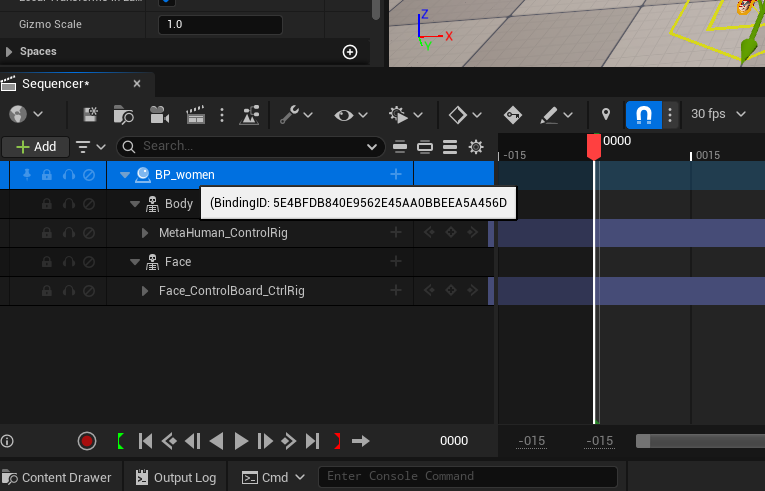 Gizmo Scale
1.0
Spaces
Z
X
Y
Sequencer*
30 fps
Add
Search...
0000
-015
0015
BP_women
Body
(BindingID: 5E4BFDB840E9562E45AA0BBEEA5A456D
MetaHuman_ControlRig
Face
Face_ControlBoard_CtrlRig
0000
-015
-015
Content Drawer
Output Log
Cmd
Enter Console Command